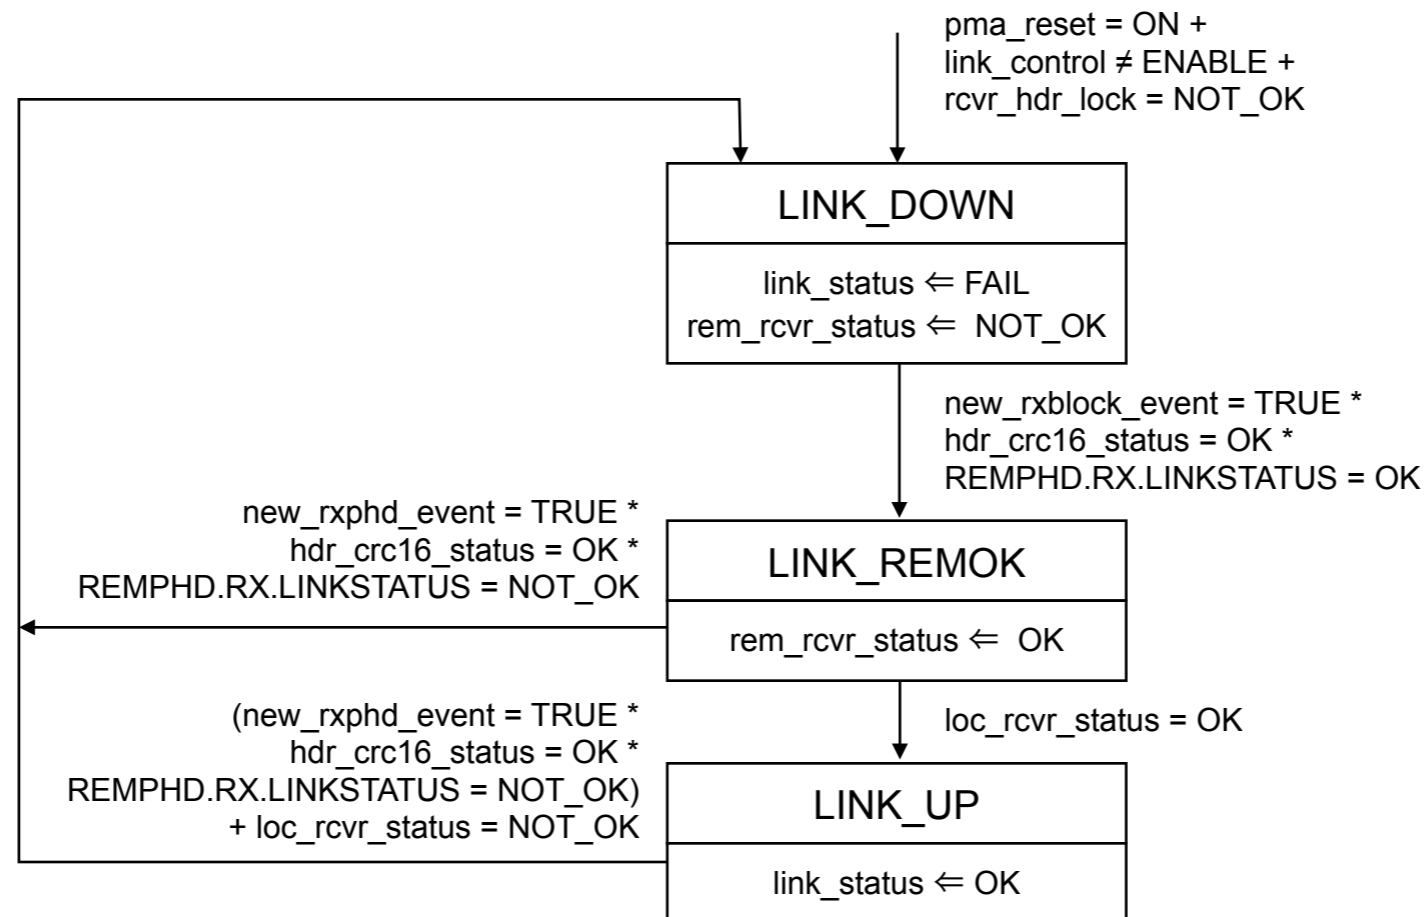 pma_reset = ON +
link_control ≠ ENABLE +
rcvr_hdr_lock = NOT_OK
LINK_DOWN
link_status ⇐ FAIL
rem_rcvr_status ⇐ NOT_OK
new_rxblock_event = TRUE *
hdr_crc16_status = OK *
REMPHD.RX.LINKSTATUS = OK
new_rxphd_event = TRUE *
hdr_crc16_status = OK *
REMPHD.RX.LINKSTATUS = NOT_OK
LINK_REMOK
rem_rcvr_status ⇐ OK
(new_rxphd_event = TRUE *
hdr_crc16_status = OK *
REMPHD.RX.LINKSTATUS = NOT_OK)
+ loc_rcvr_status = NOT_OK
loc_rcvr_status = OK
LINK_UP
link_status ⇐ OK